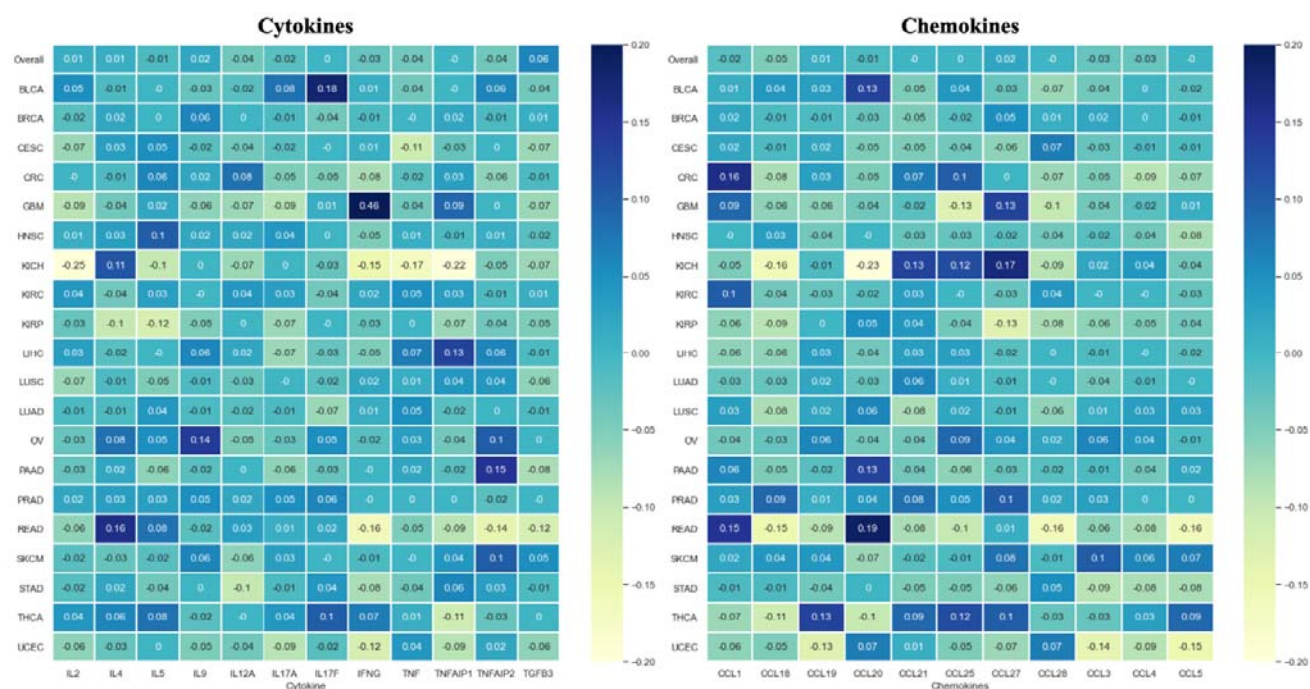 Cytokines
Overall 0.01 0.01 -0.01 0.02 -0.04 -0.02 0 -0.03 -0.04 -0 -0.04 0.06
BLCA 0.05 -0.01 -0 -0.03 -0.02 0.08 0.18 0.01 -0.04 -0 0.06 -0.04
BRCA -0.02 0.02 0 0.06 0 -0.01 -0.04 -0.01 -0 0.02 -0.01 0.01
CESC -0.07 0.03 0.05 -0.01 -0.04 -0.02 -0 0.01 -0.11 -0.03 0 -0.07
CRC -0 -0.01 0.06 0.02 0.08 -0.05 -0.05 -0.08 -0.02 0.03 -0.06 -0.01
GBM -0.09 -0.04 0.02 -0.06 -0.07 -0.09 0.01 0.46 -0.04 0.09 0 -0.07
HNSC 0.01 0.03 0.1 0.02 0.02 0.04 0 -0.05 0.01 -0.01 0.01 -0.02
KICH -0.25 0.11 -0.1 0 -0.07 0 -0.03 -0.15 -0.17 -0.22 -0.05 -0.07
KIRC 0.04 -0.04 0.03 -0 0.04 0.03 -0.04 0.02 0.05 0.03 -0.01 0.01
KIRP -0.03 -0.1 -0.12 -0.05 0 -0.07 -0 -0.03 0 -0.07 -0.04 -0.05
LIHC 0.03 -0.02 -0 0.06 0.02 -0.07 -0.03 -0.05 0.07 0.13 0.06 -0.01
LUSC -0.07 -0.01 -0.05 -0.01 -0.03 -0 -0.02 0.02 0.01 0.04 0.04 -0.06
LUAD -0.01 -0.01 0.04 -0.02 -0.02 -0.01 -0.07 0.01 0.05 -0.02 0 -0.01
OV -0.03 0.08 0.05 0.14 -0.05 -0.03 0.05 -0.02 0.03 -0.04 0.1 0
PAAD -0.03 0.02 -0.06 -0.02 0 -0.06 -0.03 -0 0.02 -0.02 0.15 -0.08
PRAD 0.02 0.03 0.03 0.05 0.02 0.05 0.06 -0 0 -0 -0.02 -0
READ -0.06 0.16 0.08 -0.02 0.03 0.01 0.02 -0.16 -0.05 -0.09 -0.14 -0.12
SKCM -0.02 -0.03 -0.02 0.06 -0.06 0.03 -0 -0.01 -0 0.04 0.1 0.05
STAD -0.02 0.02 -0.04 0 -0.1 -0.01 0.04 -0.08 -0.04 0.06 0.03 -0.01
THCA 0.04 0.06 0.08 -0.02 -0 0.04 0.1 0.07 0.01 -0.11 -0.03 0
UCEC -0.06 -0.03 0 -0.06 -0.01 -0.06 -0.01 -0.12 0.04 -0.09 -0.02 -0.06
IL2 IL4 IL5 IL9 IL12A IL17A IL17F IFNG TNF TNFAIP1 TNFAIP2 TGFB3
Cytokine
0.20
0.15
0.10
0.05
0.00
-0.05
-0.10
-0.15
-0.20
Chemokines
Overall -0.02 -0.05 0.01 -0.01 -0 0 0.02 -0 -0.03 -0.03 -0
BLCA 0.01 0.04 0.03 0.13 -0.05 0.04 -0.03 -0.07 -0.04 0 -0.02
BRCA 0.02 -0.01 -0.01 -0.03 -0.05 -0.02 0.05 0.01 0.02 0 -0.01
CESC 0.02 -0.01 0.02 -0.05 -0.05 -0.04 -0.06 0.07 -0.03 -0.01 -0.01
CRC 0.16 -0.08 0.03 -0.05 0.07 0.1 0 -0.07 -0.05 -0.09 -0.07
GBM 0.09 -0.06 -0.06 -0.04 -0.02 -0.13 0.13 -0.1 -0.04 -0.02 0.01
HNSC -0 0.03 -0.04 -0 -0.03 -0.03 -0.02 -0.04 -0.02 -0.04 -0.08
KICH -0.05 -0.16 -0.01 -0.23 0.13 0.12 0.17 -0.09 0.02 0.04 -0.04
KIRC 0.1 -0.04 -0.03 -0.02 0.03 -0 -0.03 0.04 -0 -0 -0.03
KIRP -0.06 -0.09 0 0.05 0.04 -0.04 -0.13 -0.08 -0.06 -0.05 -0.04
LIHC -0.06 -0.06 0.03 -0.04 0.03 0.03 -0.02 0 -0.03 -0 -0.02
LUAD -0.03 -0.03 0.02 -0.03 0.06 0.01 -0.01 -0 -0.04 -0.01 -0
LUSC 0.03 -0.08 0.02 0.06 -0.08 0.02 -0.01 -0.06 0.01 0.03 0.03
OV -0.04 -0.03 0.06 -0.04 -0.04 0.09 0.04 0.02 0.06 0.04 -0.01
PAAD 0.06 -0.05 -0.02 0.13 -0.04 -0.06 -0.03 -0.02 -0.01 -0.04 0.02
PRAD 0.03 0.09 0.01 0.04 0.08 0.05 0.1 -0.02 0.03 0 0
READ 0.15 -0.15 -0.09 0.19 -0.08 -0.1 0.01 -0.16 -0.06 -0.08 -0.16
SKCM 0.02 0.04 0.04 -0.07 -0.02 -0.01 0.08 -0.01 0.1 0.06 0.07
STAD -0.01 -0.01 -0.04 0 -0.05 -0.05 -0.06 0.05 -0.09 -0.08 -0.08
THCA -0.07 -0.11 0.13 -0.1 0.09 0.12 0.1 -0.03 -0.03 0.03 0.09
UCEC -0.06 -0.05 -0.13 0.07 0.01 -0.04 -0.07 0.07 -0.14 -0.04 -0.15
CCL1 CCL18 CCL19 CCL20 CCL21 CCL25 CCL27 CCL28 CCL3 CCL4 CCL5
Chemokines
0.20
0.15
0.10
0.05
0.00
-0.05
-0.10
-0.15
-0.20